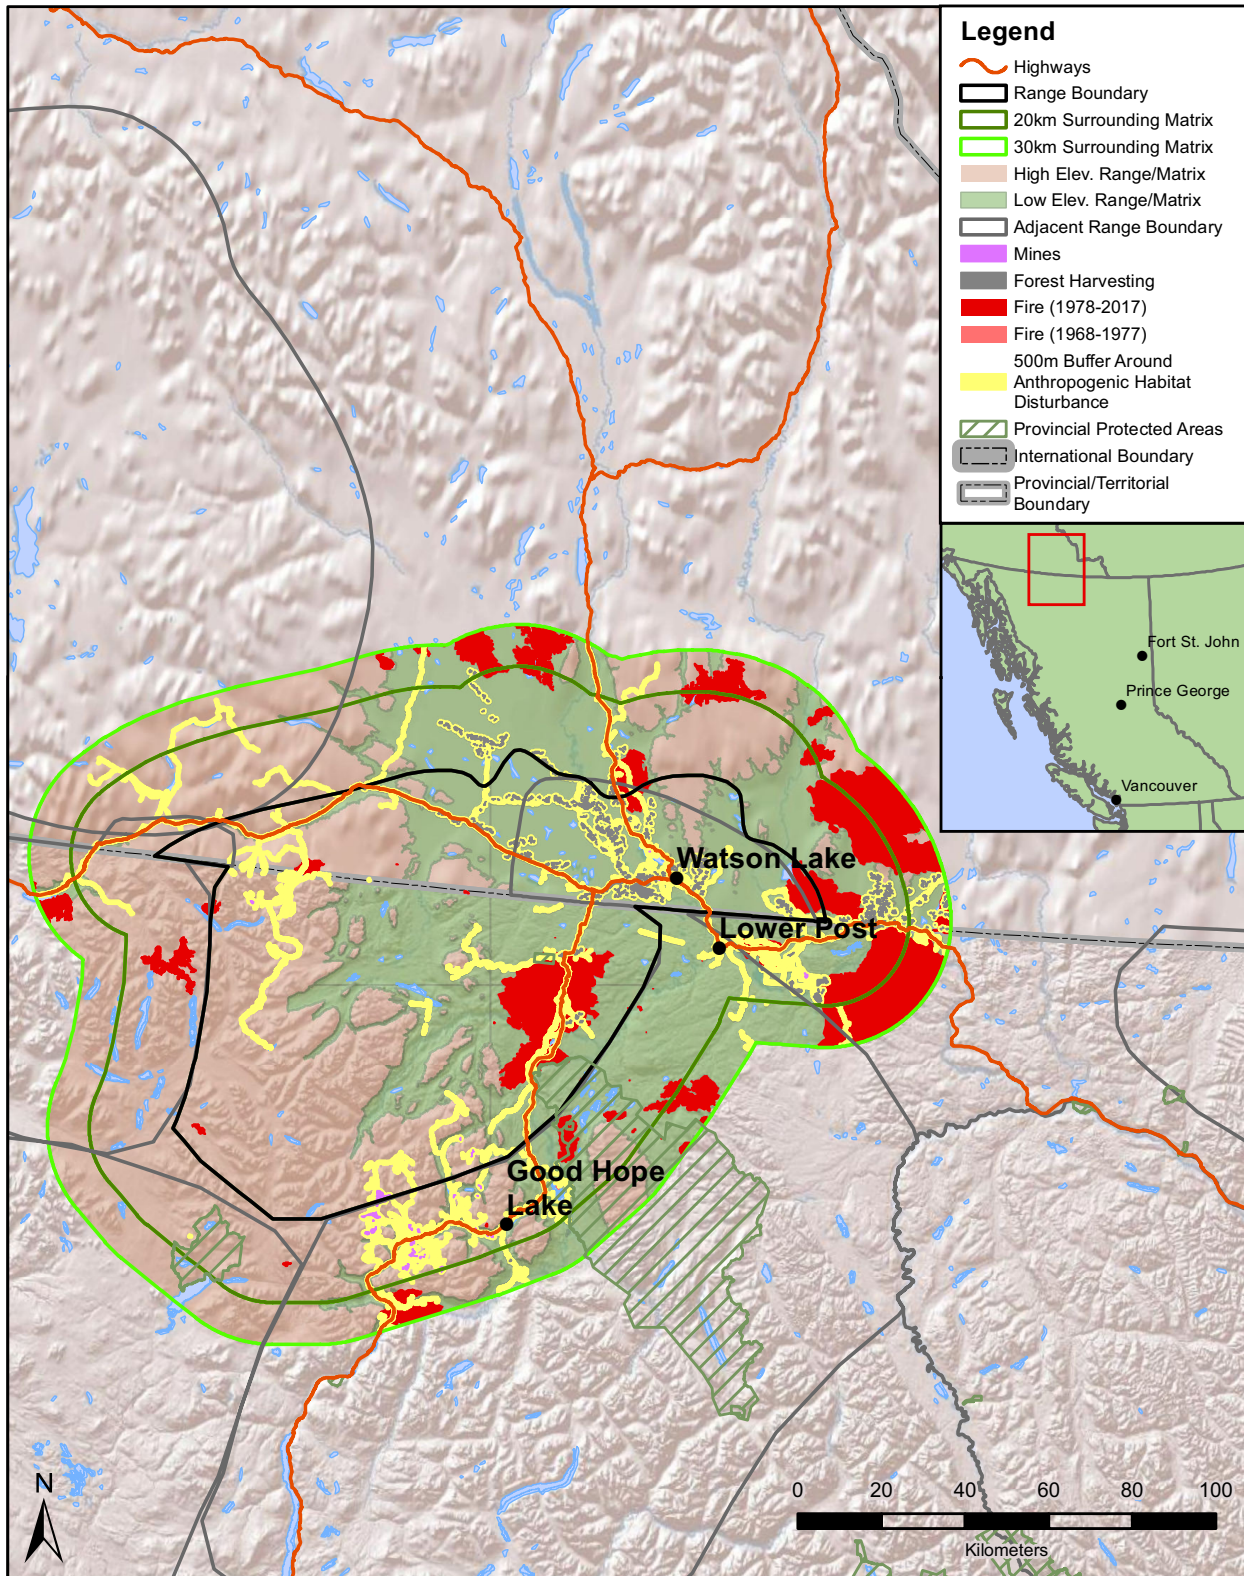 Legend
Highways
Range Boundary
20km Surrounding Matrix
30km Surrounding Matrix
High Elev. Range/Matrix
Low Elev. Range/Matrix
Adjacent Range Boundary
Mines
Forest Harvesting
Fire (1978-2017)
Fire (1968-1977)
500m Buffer Around
Anthropogenic Habitat
Disturbance
Provincial Protected Areas
International Boundary
Provincial/Territorial
Boundary
Fort St. John
Prince George
Vancouver
Watson Lake
Lower Post
Good Hope
Lake
N
0 20 40 60 80 100
Kilometers